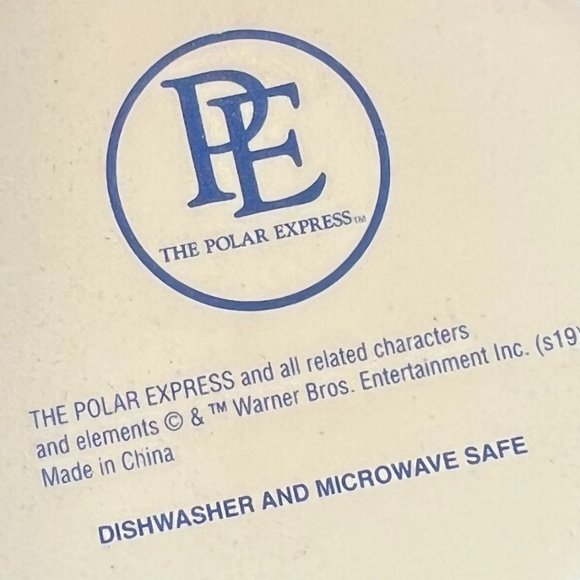 PE
THE POLAR EXPRESS™
THE POLAR EXPRESS and all related characters
and elements © & ™ Warner Bros. Entertainment Inc. (s19
Made in China
DISHWASHER AND MICROWAVE SAFE